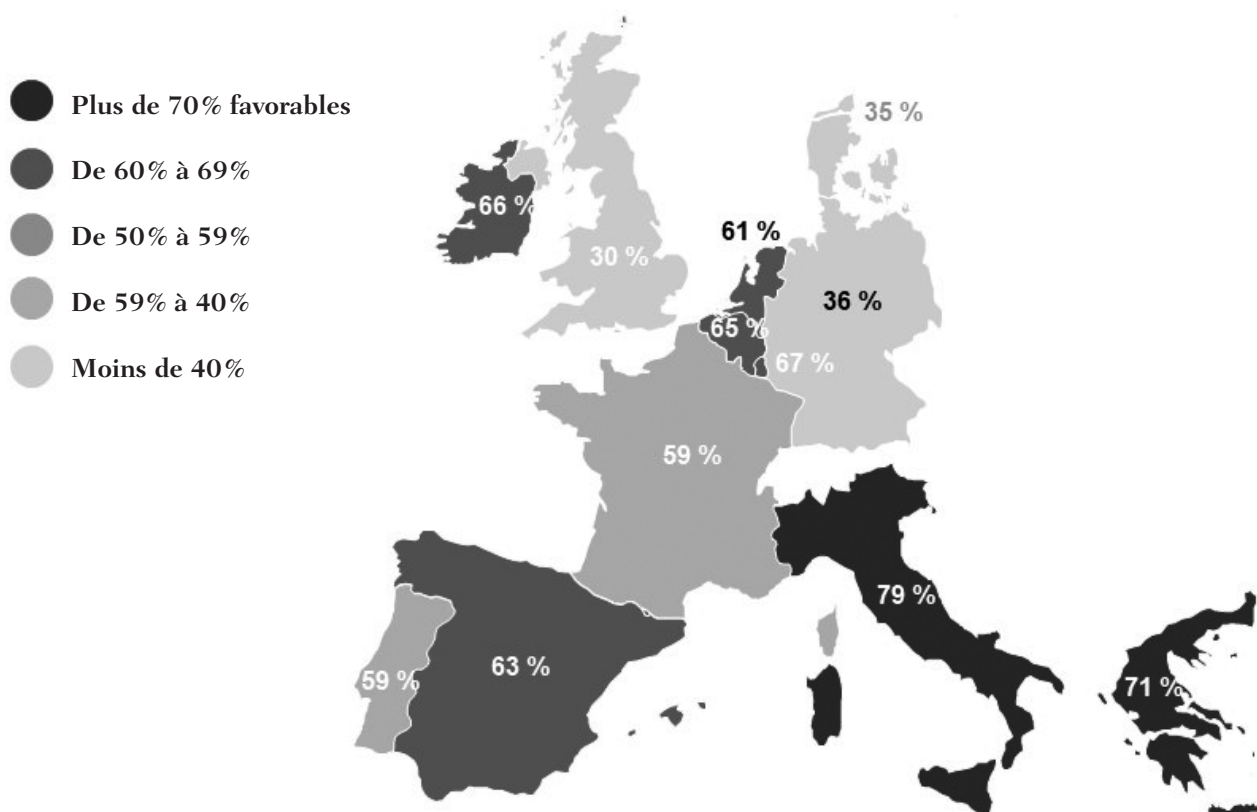 Plus de 70% favorables
De 60% à 69%
De 50% à 59%
De 59% à 40%
Moins de 40%
35 %
66 %
61 %
30 %
36 %
65 %
67 %
59 %
79 %
63 %
59 %
71 %